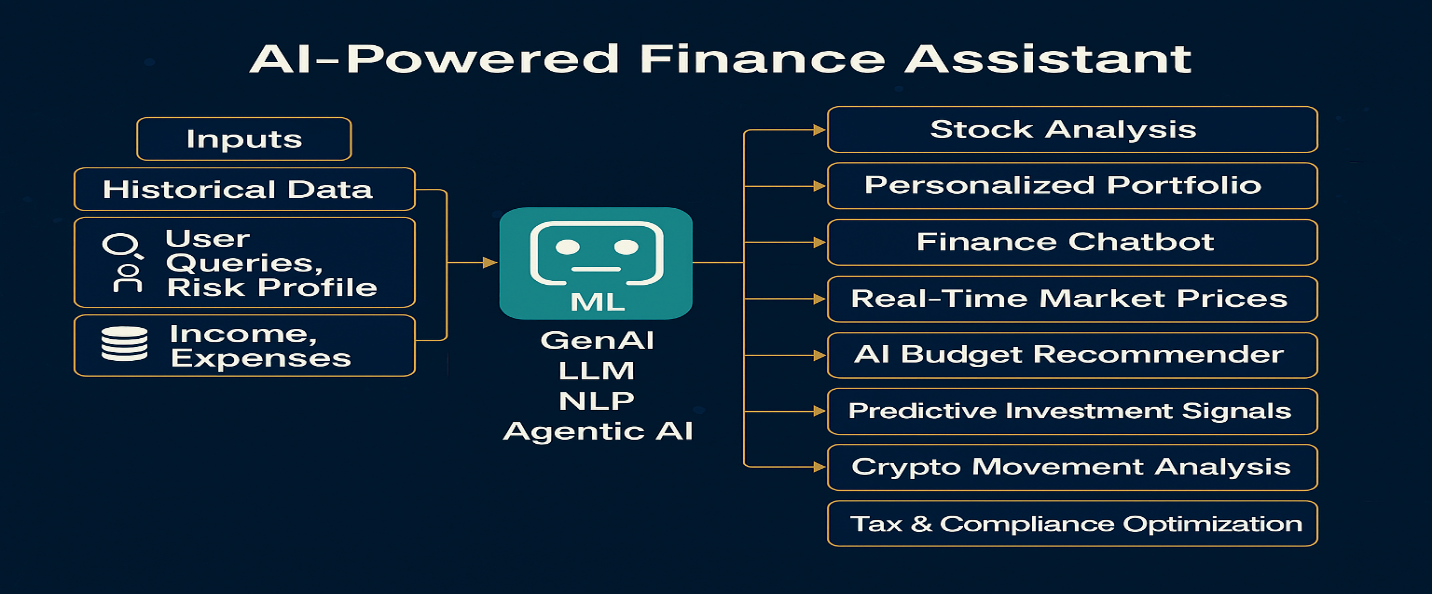 AI-Powered Finance Assistant
Inputs
Historical Data
User
Queries,
Risk Profile
Income,
Expenses
ML
GenAI
LLM
NLP
Agentic AI
Stock Analysis
Personalized Portfolio
Finance Chatbot
Real-Time Market Prices
AI Budget Recommender
Predictive Investment Signals
Crypto Movement Analysis
Tax & Compliance Optimization